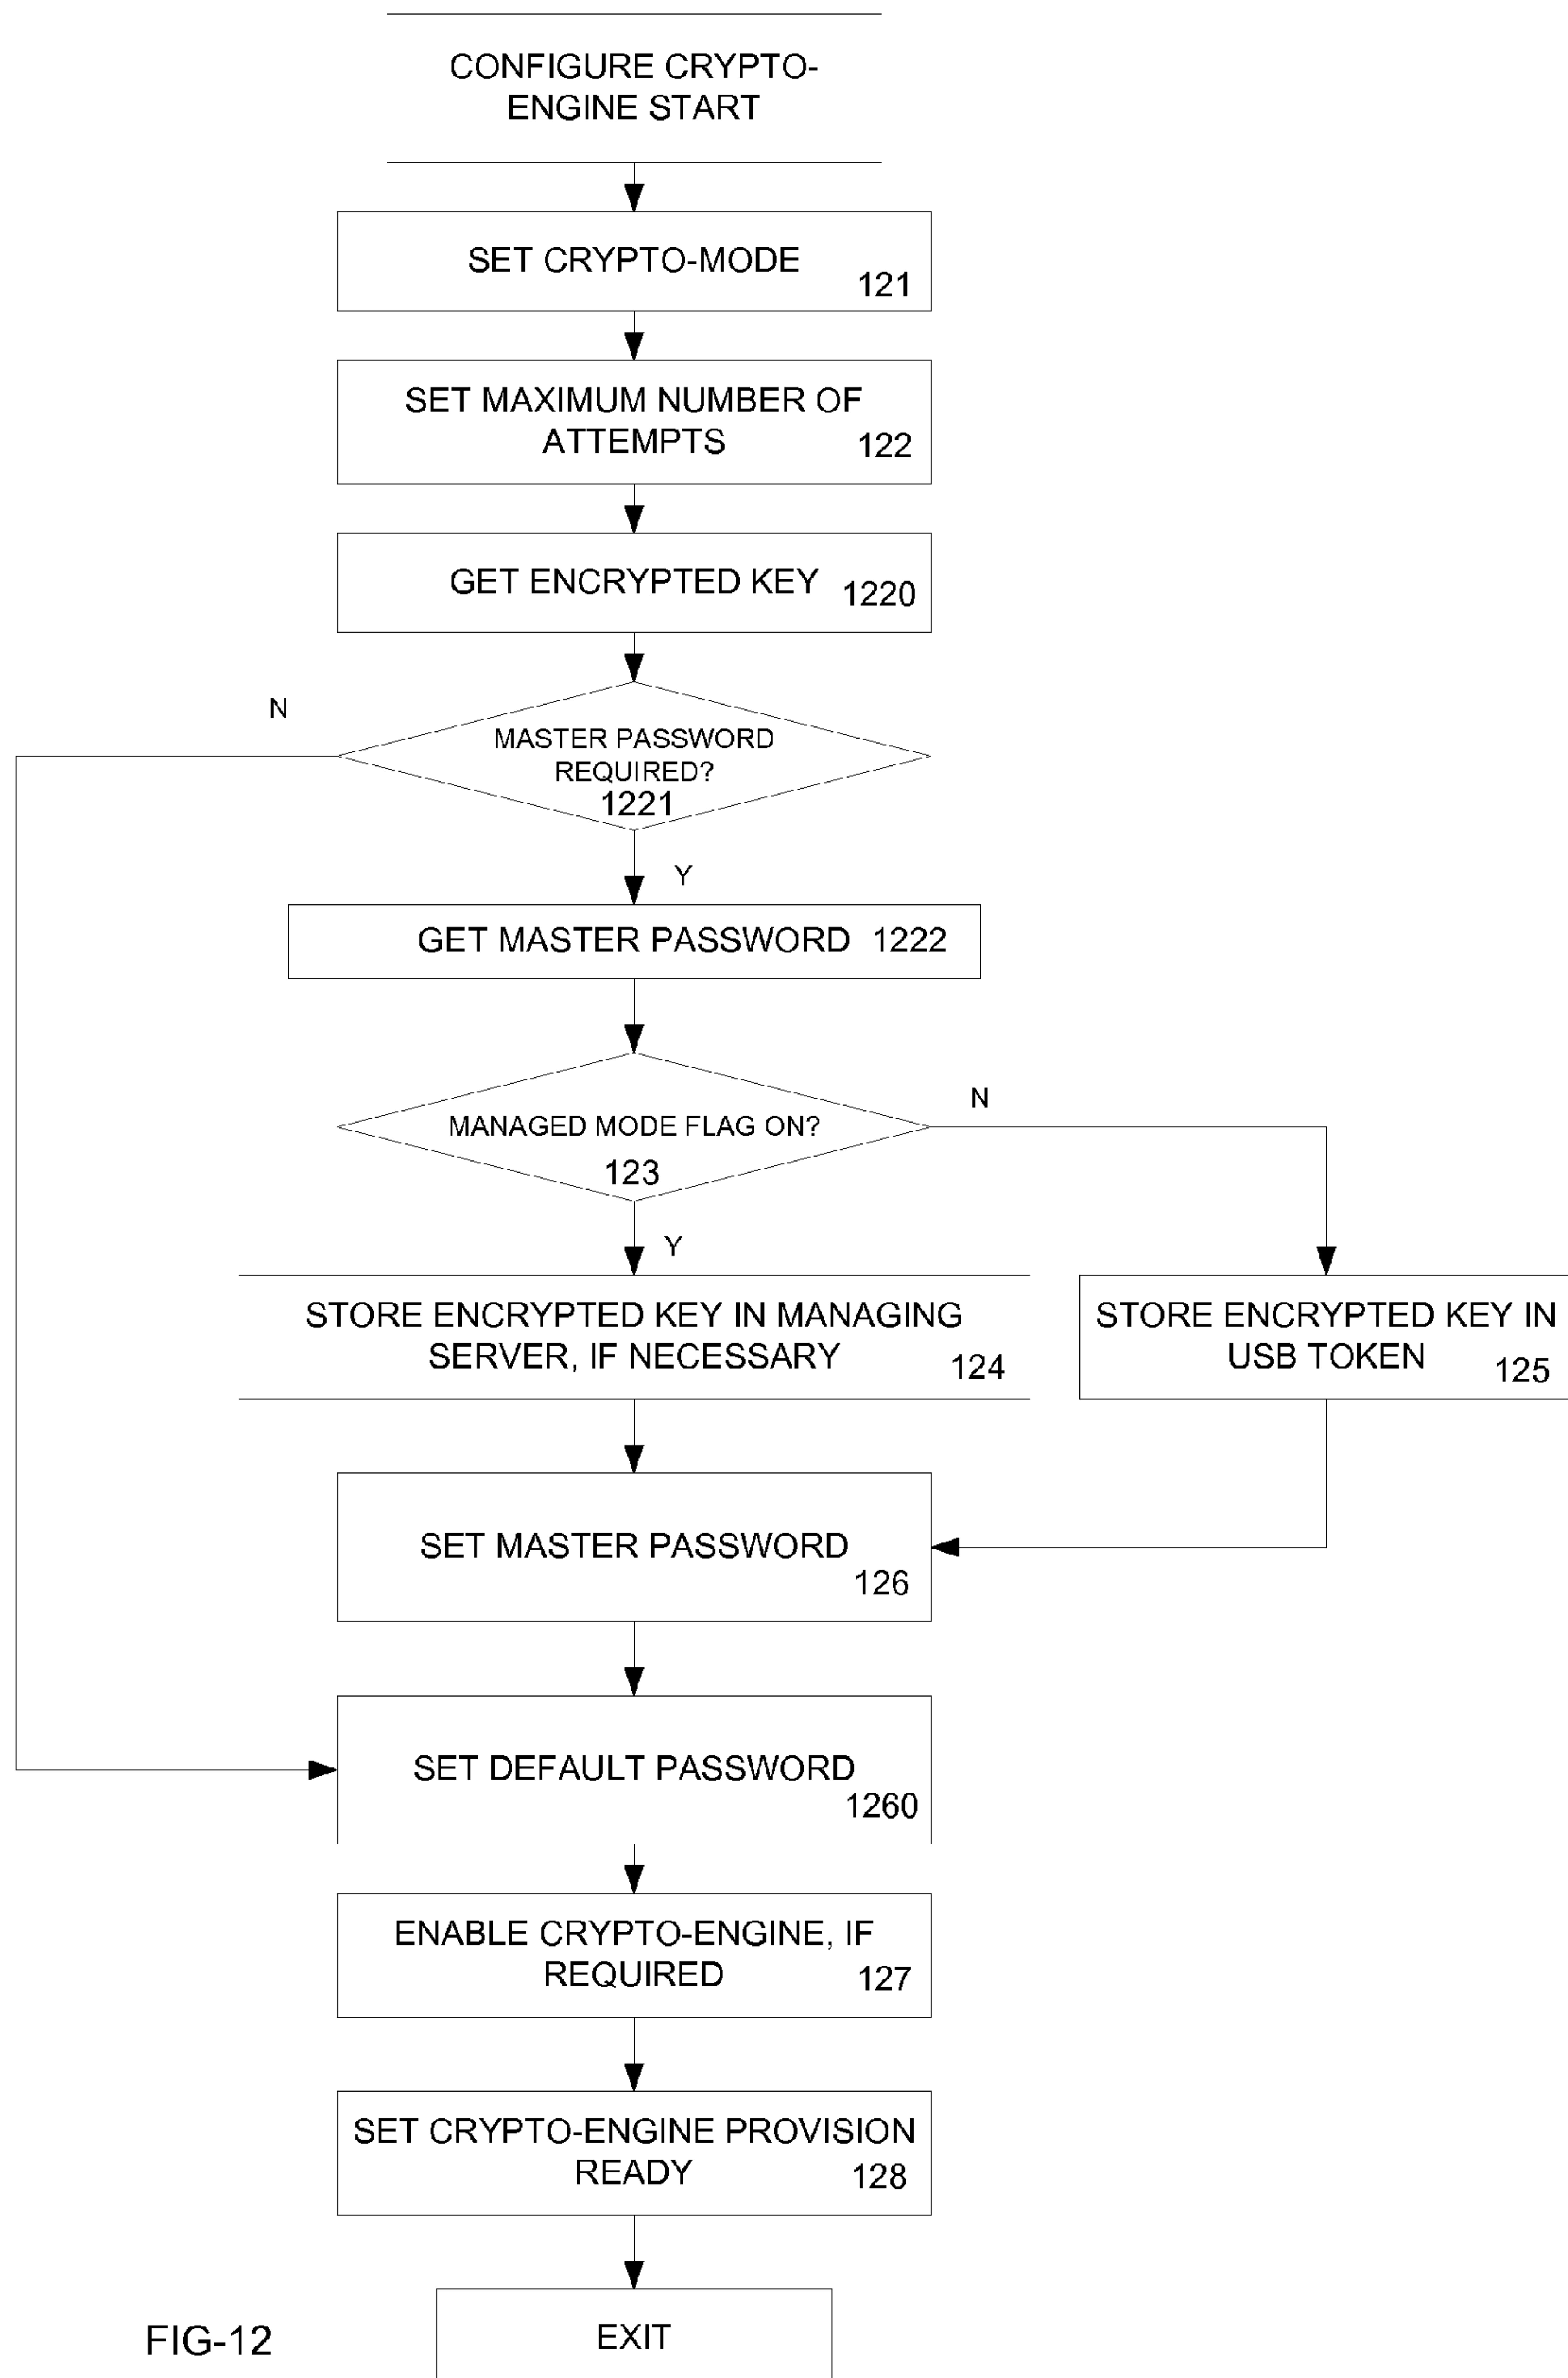 CONFIGURE CRYPTO-
ENGINE START
SET CRYPTO-MODE
121
SET MAXIMUM NUMBER OF
ATTEMPTS
122
GET ENCRYPTED KEY
1220
N
MASTER PASSWORD
REQUIRED?
1221
Y
GET MASTER PASSWORD 1222
MANAGED MODE FLAG ON?
123
N
Y
STORE ENCRYPTED KEY IN MANAGING
SERVER, IF NECESSARY
124
STORE ENCRYPTED KEY IN
USB TOKEN
125
SET MASTER PASSWORD
126
SET DEFAULT PASSWORD
1260
ENABLE CRYPTO-ENGINE, IF
REQUIRED
127
SET CRYPTO-ENGINE PROVISION
READY
128
EXIT
FIG-12